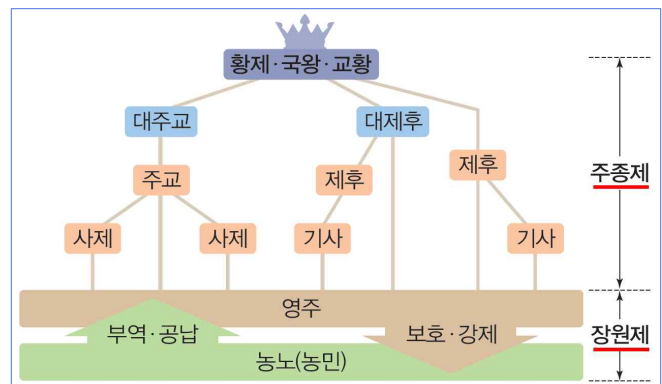 황제·국왕·교황
대주교
대제후
주교
제후
제후
사제
사제
기사
기사
주종제
영주
부역·공납
보호·강제
장원제
농노(농민)